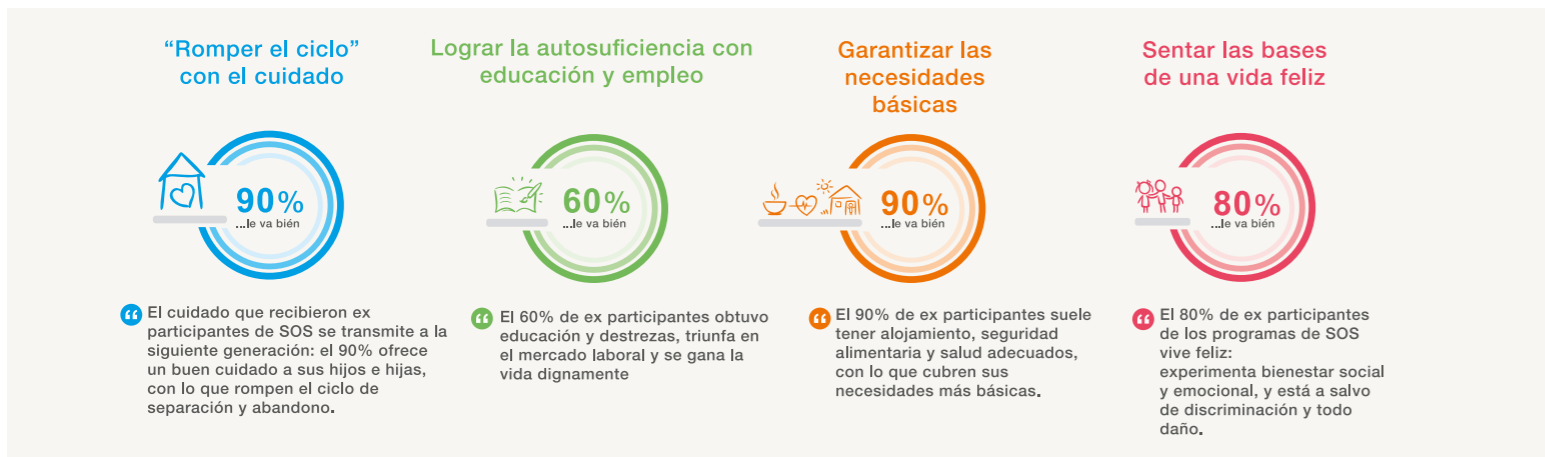 “Romper el ciclo”
con el cuidado
90%
...le va bién
El cuidado que recibieron ex
participantes de SOS se transmite a la
siguiente generación: el 90% ofrece
un buen cuidado a sus hijos e hijas,
con lo que rompen el ciclo de
separación y abandono.
Lograr la autosuficiencia con
educación y empleo
60%
...le va bién
El 60% de ex participantes obtuvo
educación y destrezas, triunfa en
el mercado laboral y se gana la
vida dignamente
Garantizar las
necesidades
básicas
90%
...le va bién
El 90% de ex participantes suele
tener alojamiento, seguridad
alimentaria y salud adecuados,
con lo que cubren sus
necesidades más básicas.
Sentar las bases
de una vida feliz
80%
...le va bién
El 80% de ex participantes
de los programas de SOS
vive feliz:
experimenta bienestar social
y emocional, y está a salvo
de discriminación y todo
daño.